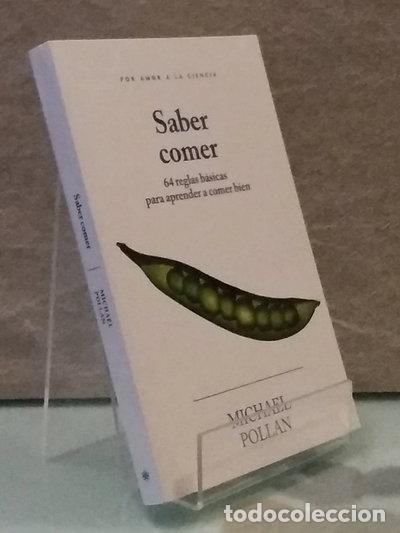 POR AMOR A LA CIENCIA
Saber
comer
64 reglas básicas
para aprender a comer bien
MICHAEL
POLLAN
Saber comer
MICHAEL
POLLAN
todocoleccion.net